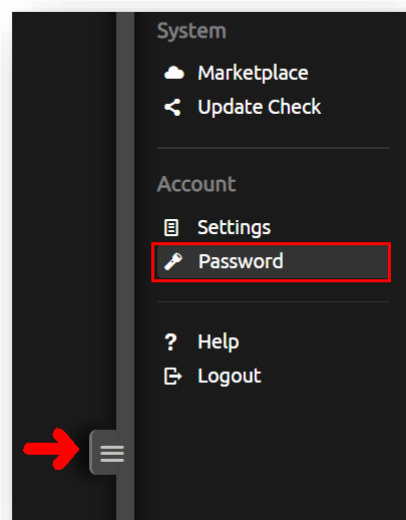 System
Marketplace
Update Check
Account
Settings
Password
? Help
Logout